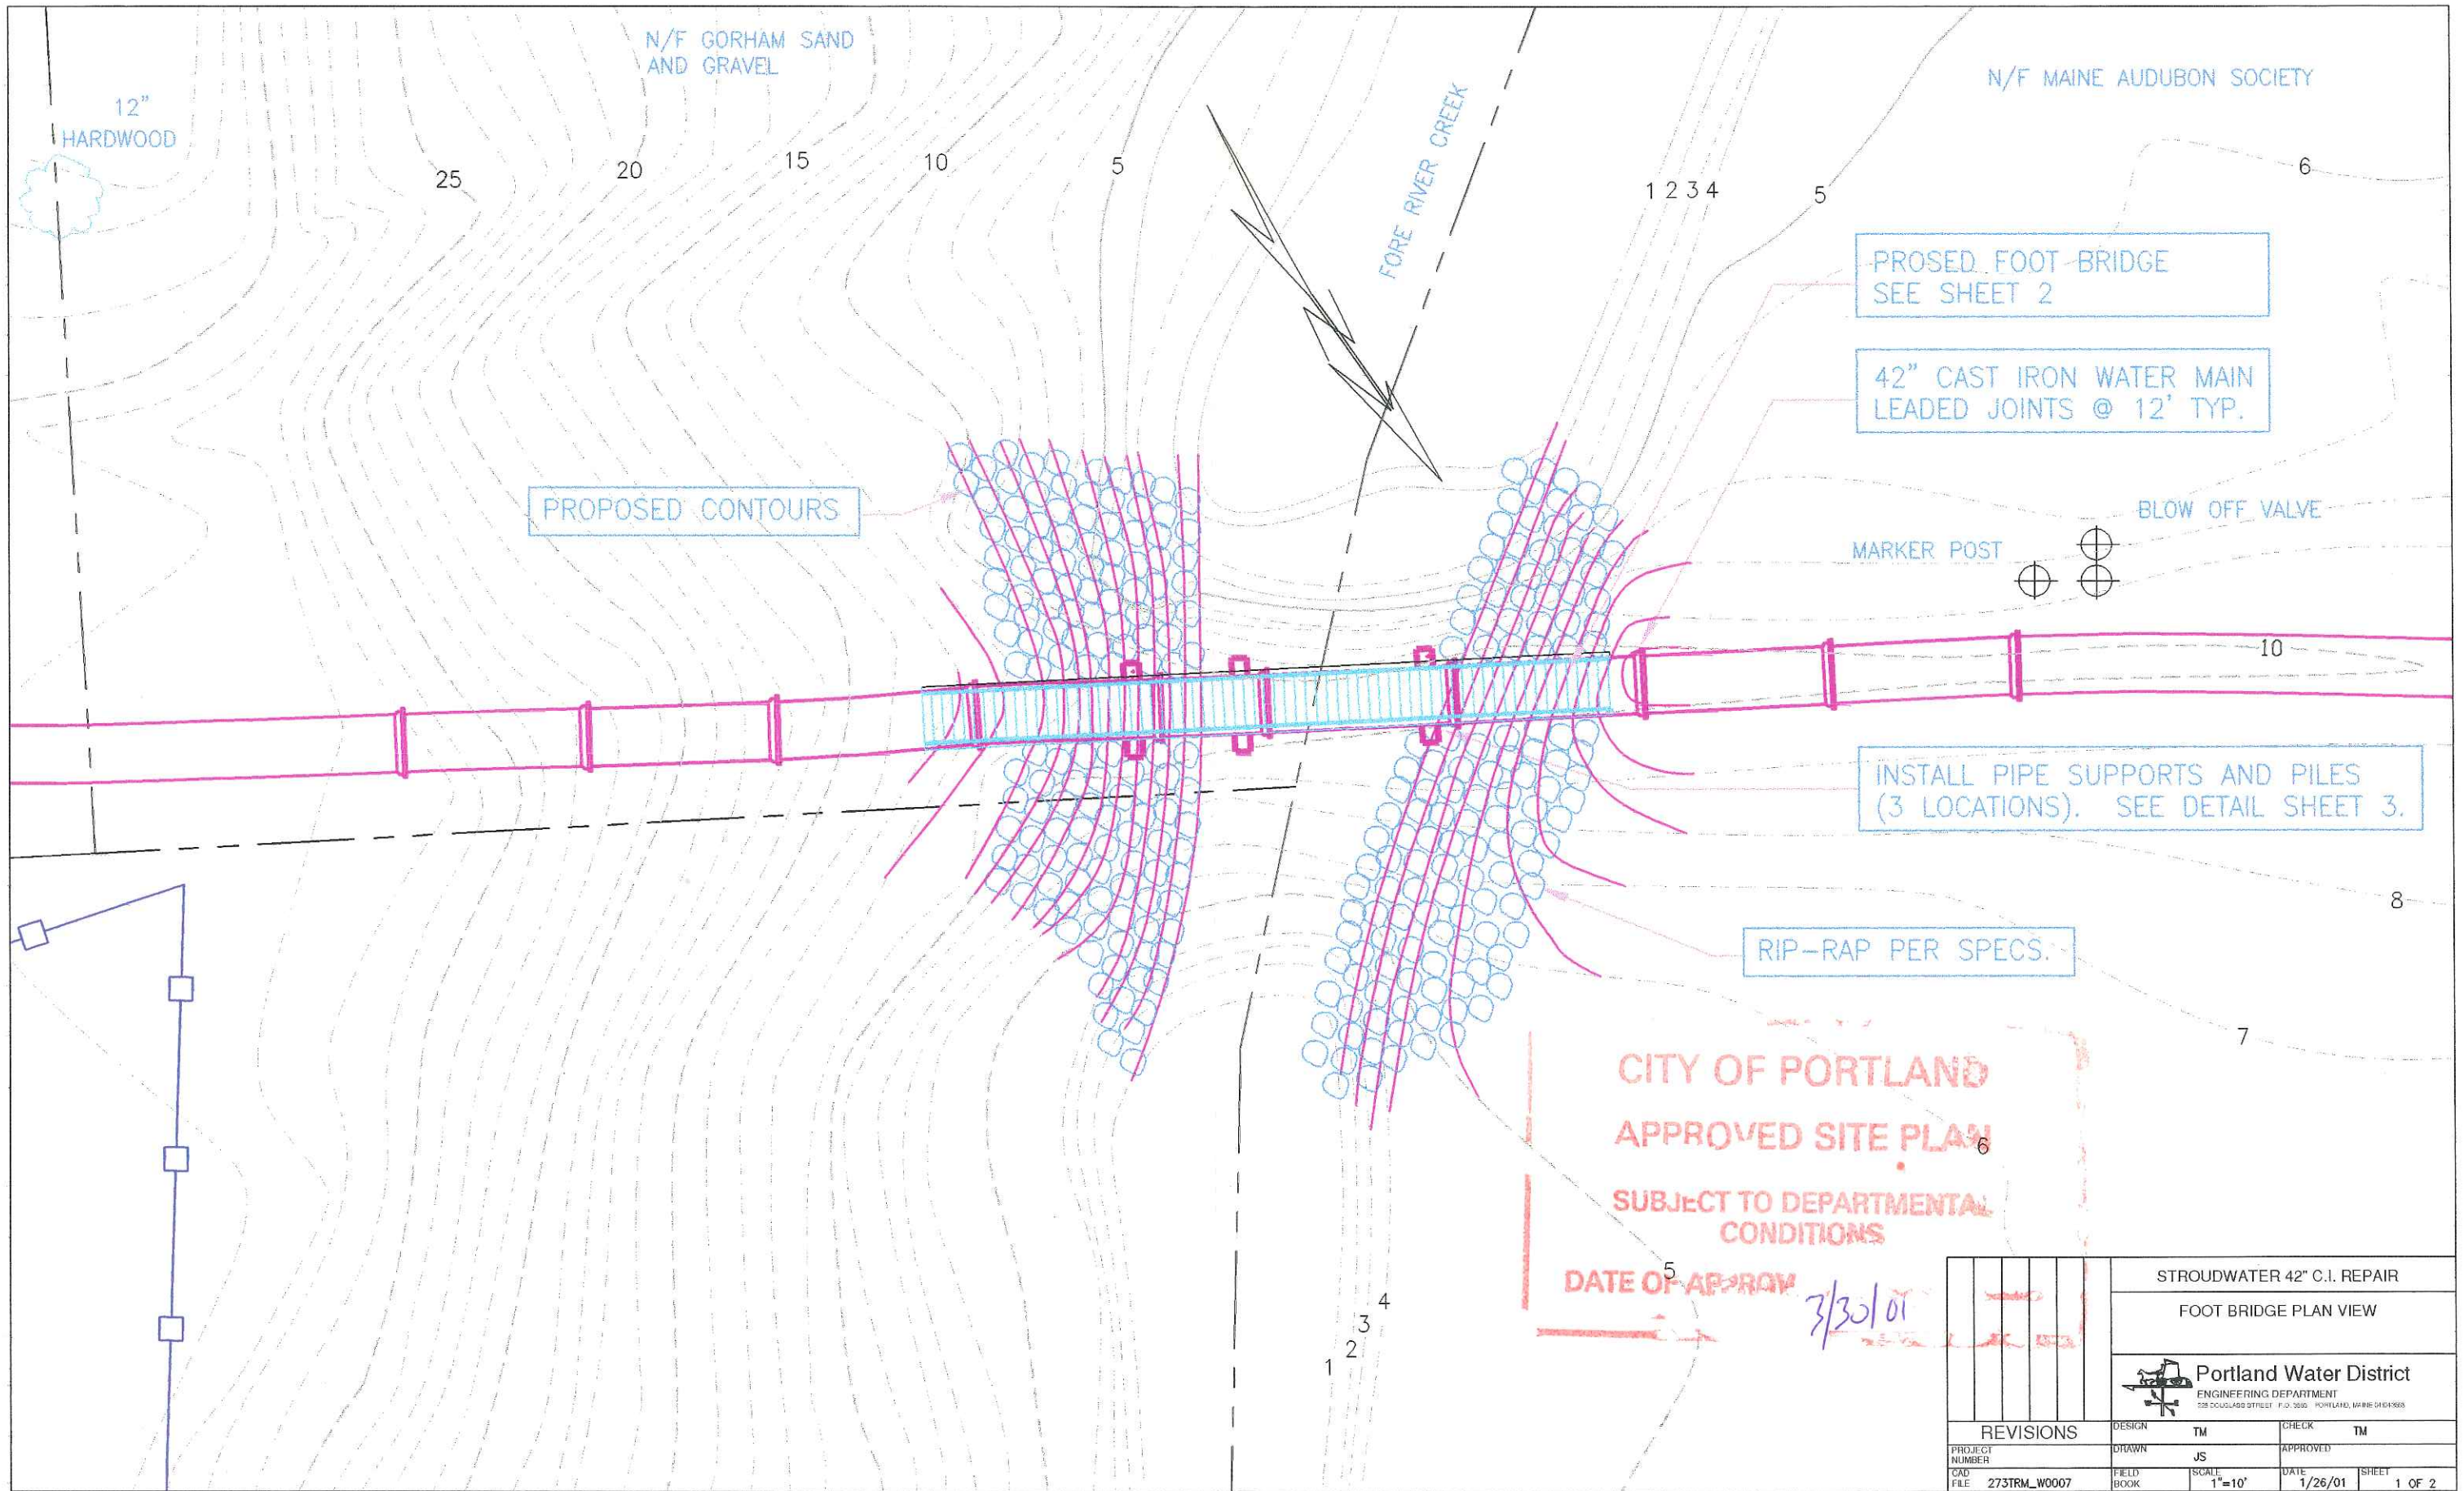 N/F GORHAM SAND
AND GRAVEL
N/F MAINE AUDUBON SOCIETY
12"
HARDWOOD
FORE RIVER CREEK
25
20
15
10
5
1 2 3 4
5
6
PROSED FOOT BRIDGE
SEE SHEET 2
42" CAST IRON WATER MAIN
LEADED JOINTS @ 12' TYP.
PROPOSED CONTOURS
BLOW OFF VALVE
MARKER POST
10
INSTALL PIPE SUPPORTS AND PILES
(3 LOCATIONS). SEE DETAIL SHEET 3.
8
RIP-RAP PER SPECS.
7
CITY OF PORTLAND
APPROVED SITE PLAN
6
SUBJECT TO DEPARTMENTAL
CONDITIONS
5
DATE OF APPROV
3/30/01
4
3
2
1
STROUDWATER 42" C.I. REPAIR
FOOT BRIDGE PLAN VIEW
Portland Water District
ENGINEERING DEPARTMENT
REVISIONS
DESIGN TM
CHECK TM
PROJECT NUMBER
DRAWN JS
APPROVED
CAD FILE 273TRM_W0007
FIELD BOOK
SCALE 1"=10'
DATE 1/26/01
SHEET 1 OF 2